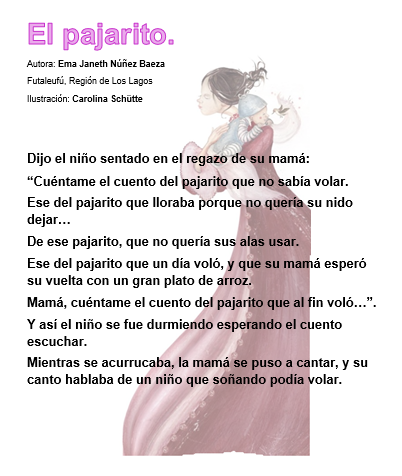 El pajarito.
Autora: Ema Janeth Núñez Baeza
Futaleufú, Región de Los Lagos
Ilustración: Carolina Schütte
Dijo el niño sentado en el regazo de su mamá:
“Cuéntame el cuento del pajarito que no sabía volar.
Ese del pajarito que lloraba porque no quería su nido
dejar…
De ese pajarito, que no quería sus alas usar.
Ese del pajarito que un día voló, y que su mamá esperó
su vuelta con un gran plato de arroz.
Mamá, cuéntame el cuento del pajarito que al fin voló…”.
Y así el niño se fue durmiendo esperando el cuento
escuchar.
Mientras se acurrucaba, la mamá se puso a cantar, y su
canto hablaba de un niño que soñando podía volar.